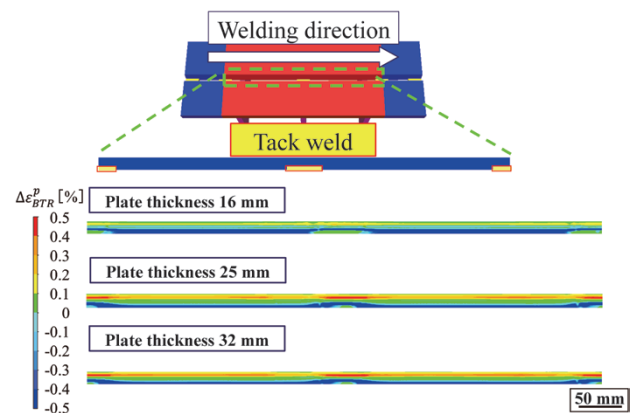 Welding direction
Tack weld
Δε^p_BTR [%]
Plate thickness 16 mm
0.5
0.4
0.3
0.2
0.1
0
-0.1
-0.2
-0.3
-0.4
-0.5
Plate thickness 25 mm
Plate thickness 32 mm
50 mm